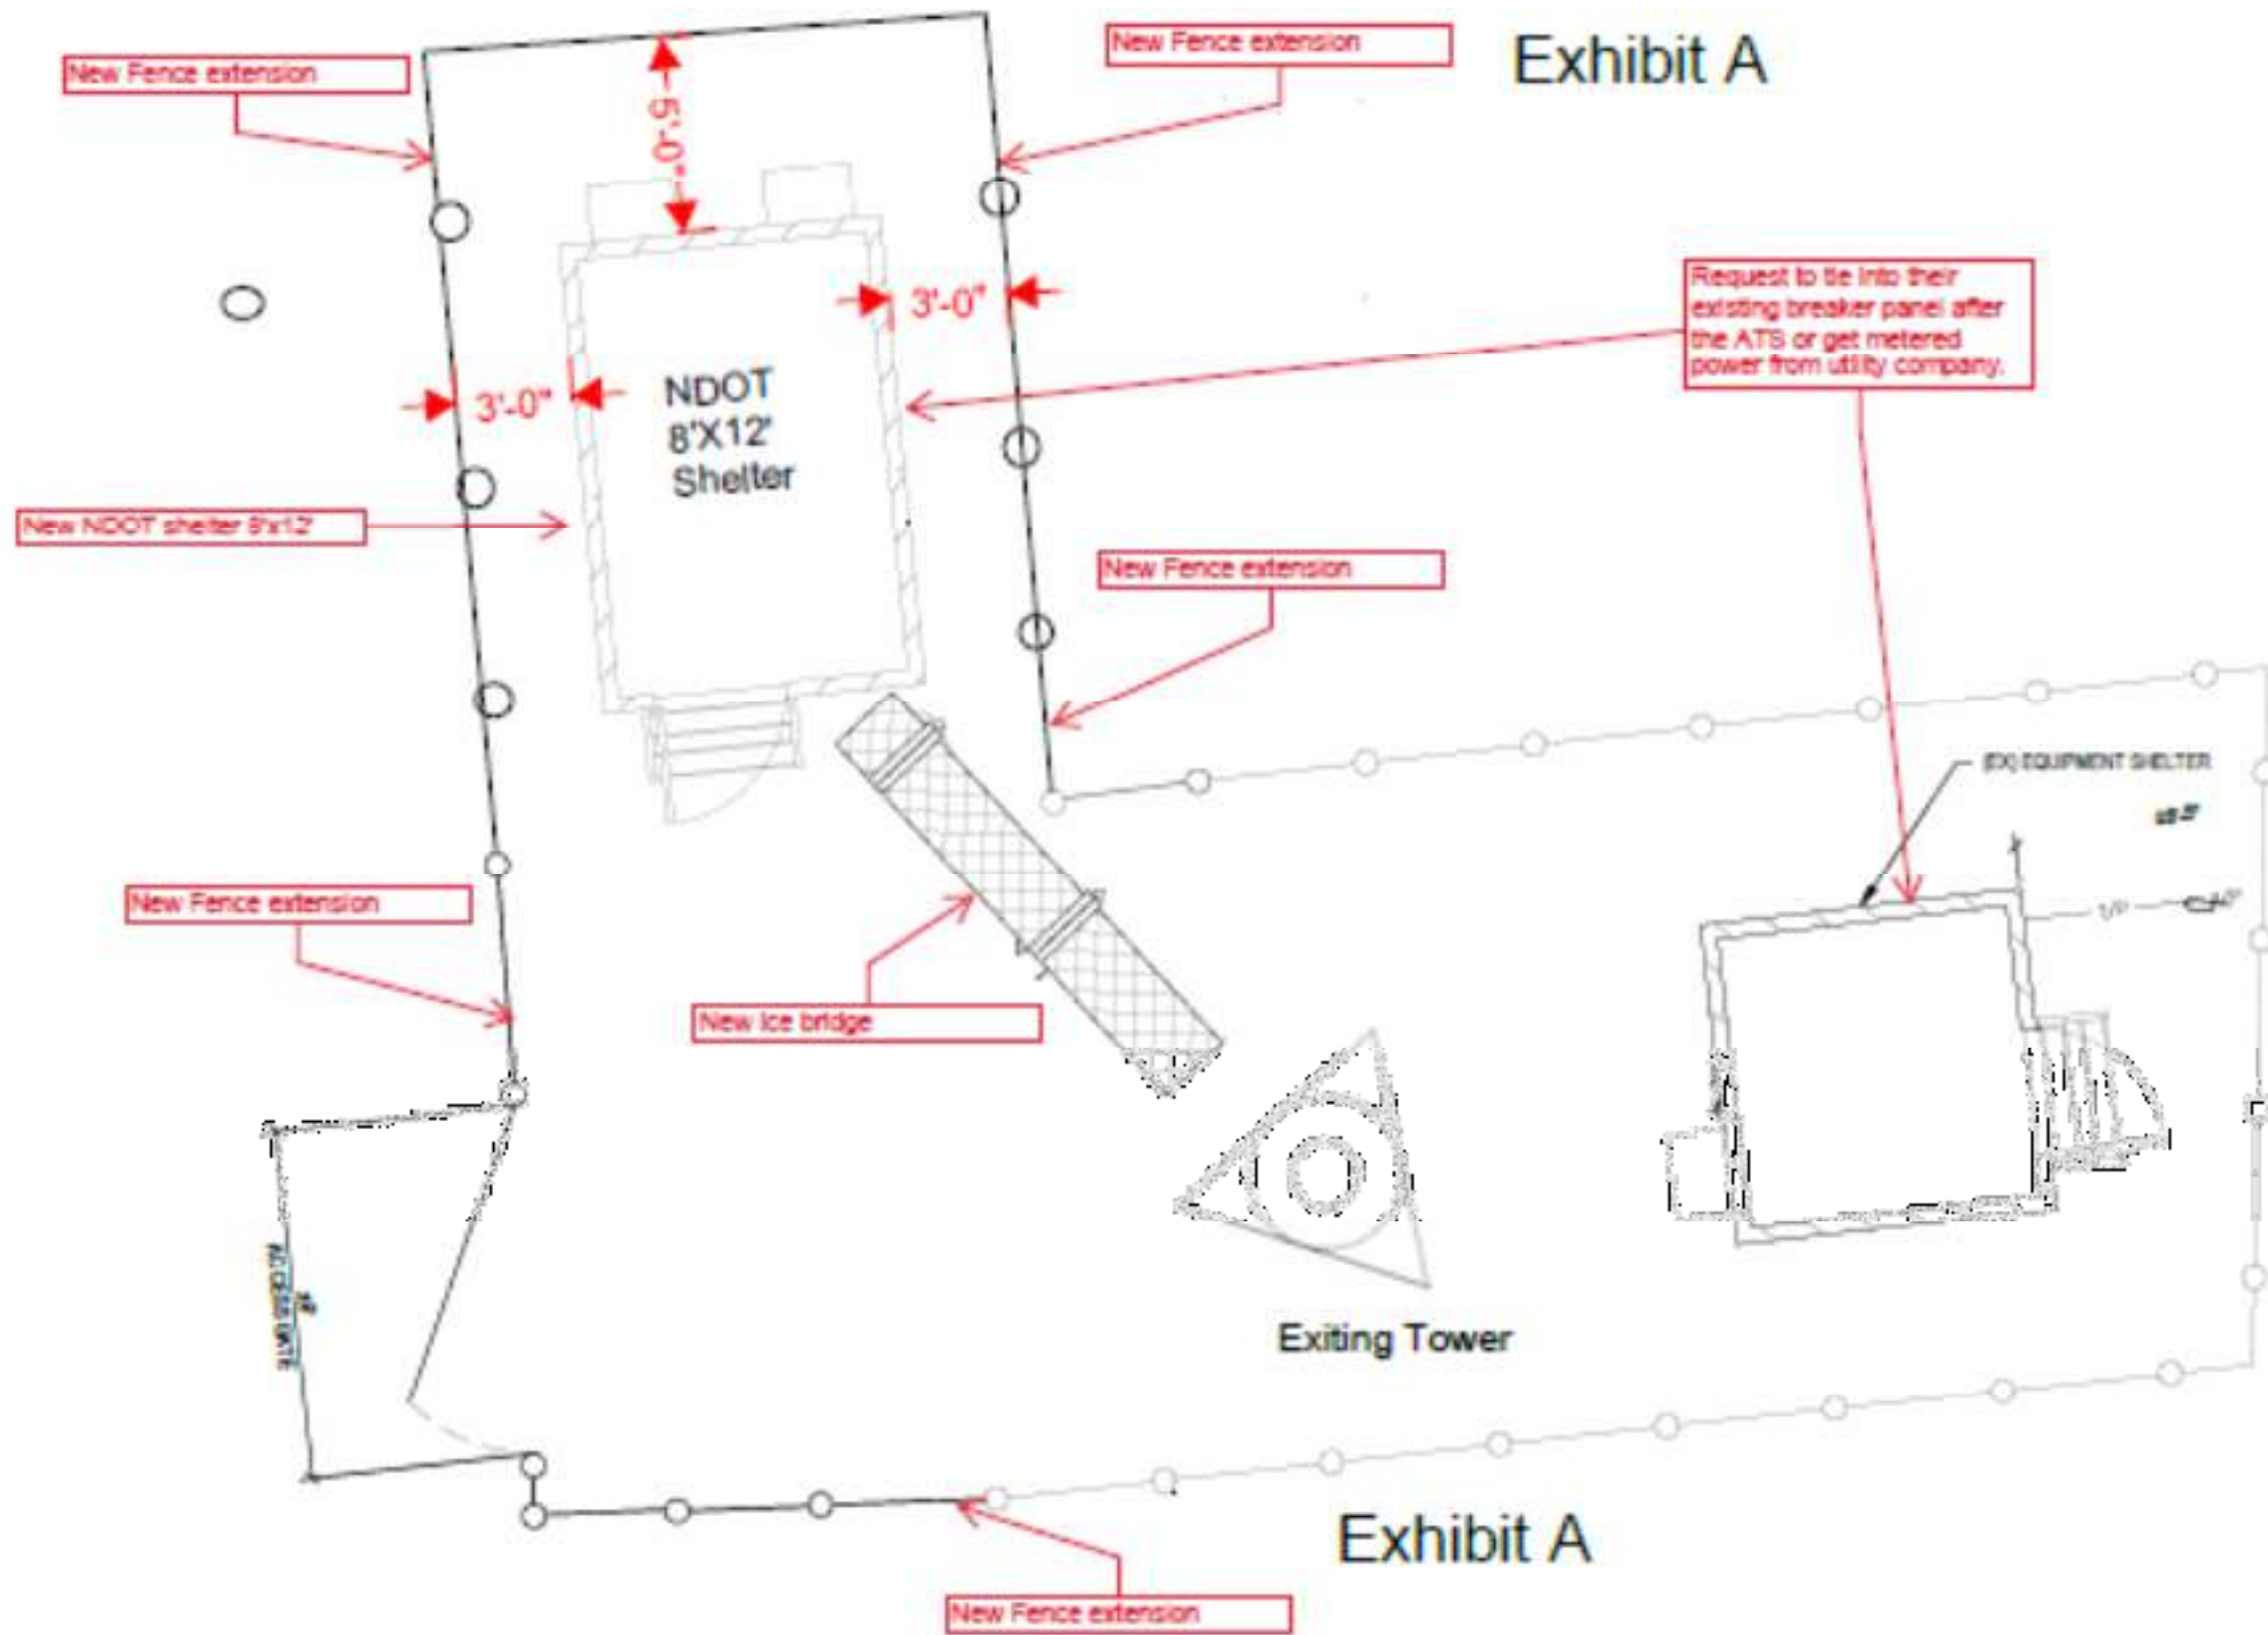 Exhibit A
New Fence extension
New Fence extension
5'-0"
3'-0"
3'-0"
NDOT
8'X12'
Shelter
Request to tie into their
existing breaker panel after
the ATS or get metered
power from utility company.
New NDOT shelter 8'x12'
New Fence extension
(EX) EQUIPMENT SHELTER
New Fence extension
New Ice bridge
ACCESS GATE
Exiting Tower
Exhibit A
New Fence extension